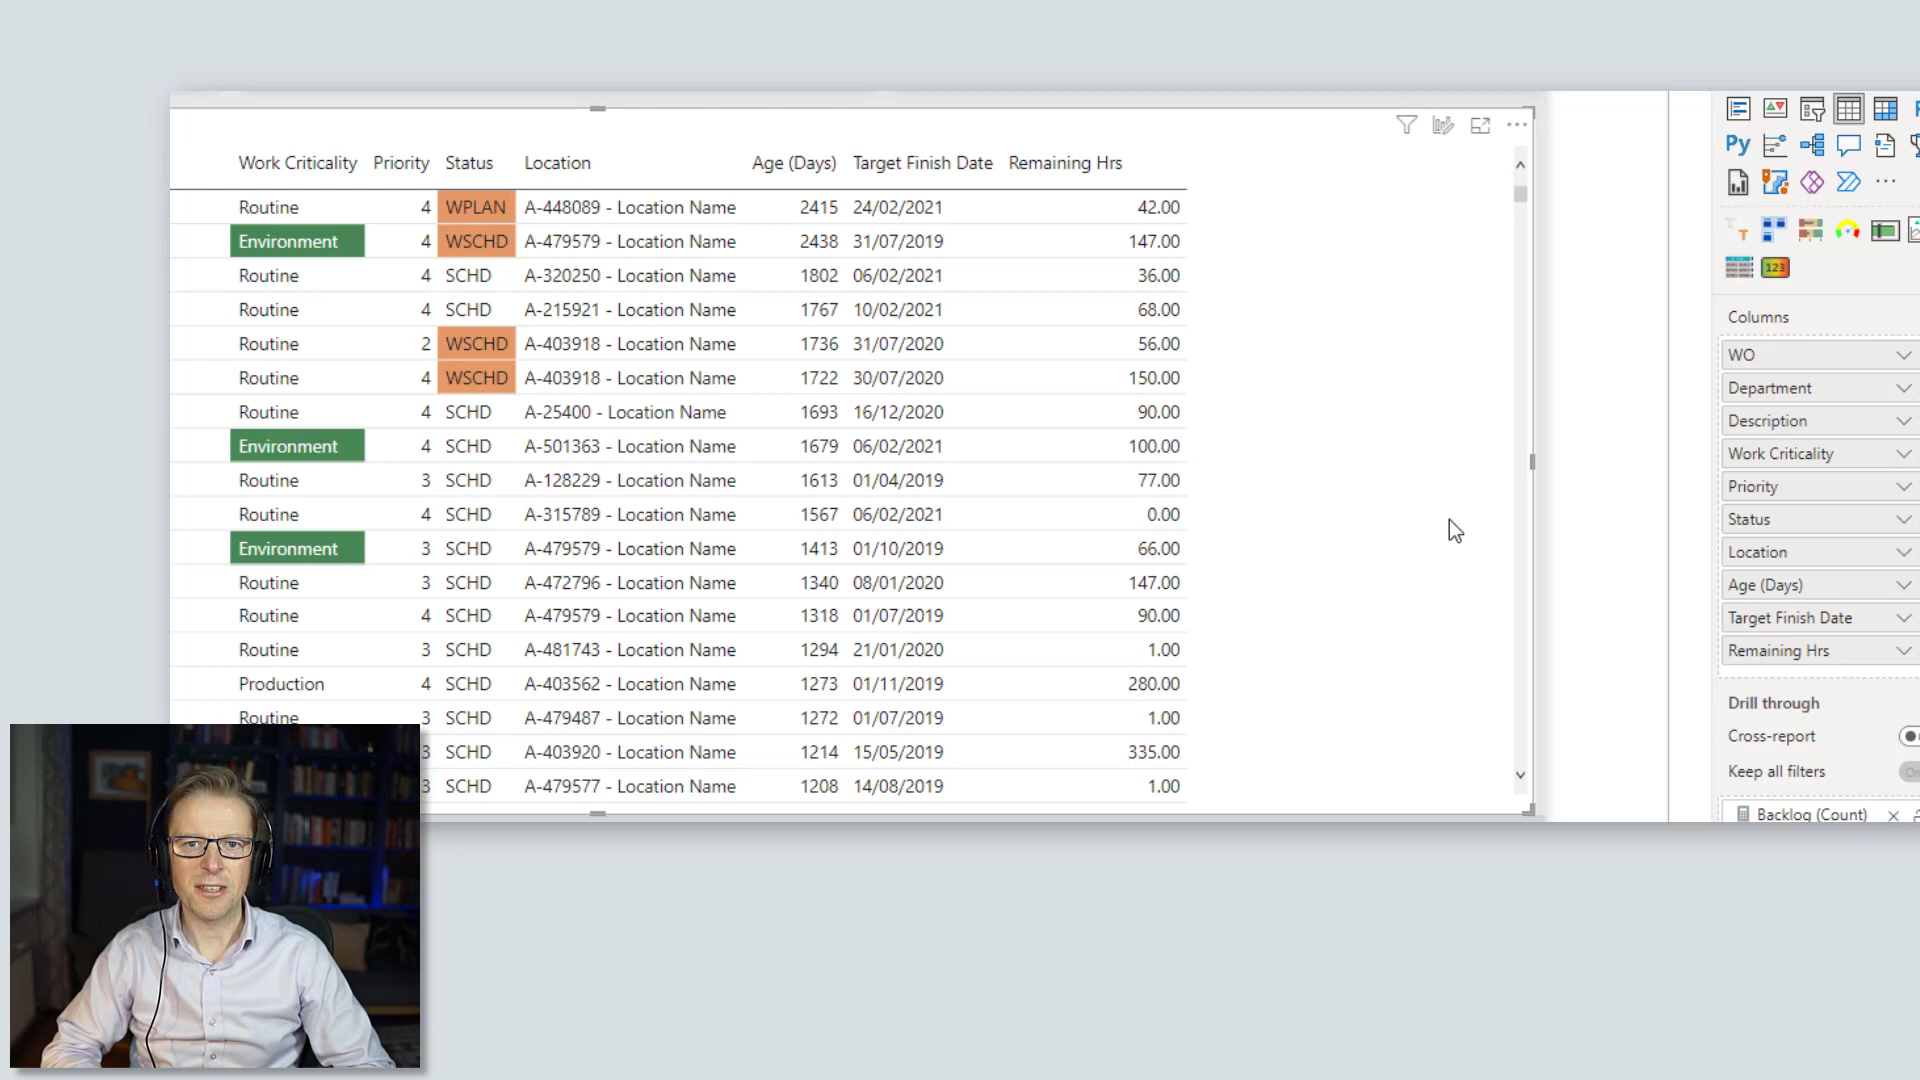 Work Criticality Priority Status Location Age (Days) Target Finish Date Remaining Hrs
Routine 4 WPLAN A-448089 - Location Name 2415 24/02/2021 42.00
Environment 4 WSCHD A-479579 - Location Name 2438 31/07/2019 147.00
Routine 4 SCHD A-320250 - Location Name 1802 06/02/2021 36.00
Routine 4 SCHD A-215921 - Location Name 1767 10/02/2021 68.00
Routine 2 WSCHD A-403918 - Location Name 1736 31/07/2020 56.00
Routine 4 WSCHD A-403918 - Location Name 1722 30/07/2020 150.00
Routine 4 SCHD A-25400 - Location Name 1693 16/12/2020 90.00
Environment 4 SCHD A-501363 - Location Name 1679 06/02/2021 100.00
Routine 3 SCHD A-128229 - Location Name 1613 01/04/2019 77.00
Routine 4 SCHD A-315789 - Location Name 1567 06/02/2021 0.00
Environment 3 SCHD A-479579 - Location Name 1413 01/10/2019 66.00
Routine 3 SCHD A-472796 - Location Name 1340 08/01/2020 147.00
Routine 4 SCHD A-479579 - Location Name 1318 01/07/2019 90.00
Routine 3 SCHD A-481743 - Location Name 1294 21/01/2020 1.00
Production 4 SCHD A-403562 - Location Name 1273 01/11/2019 280.00
Routine 3 SCHD A-479487 - Location Name 1272 01/07/2019 1.00
3 SCHD A-403920 - Location Name 1214 15/05/2019 335.00
3 SCHD A-479577 - Location Name 1208 14/08/2019 1.00
Py
123
Columns
WO
Department
Description
Work Criticality
Priority
Status
Location
Age (Days)
Target Finish Date
Remaining Hrs
Drill through
Cross-report
Keep all filters
Backlog (Count)